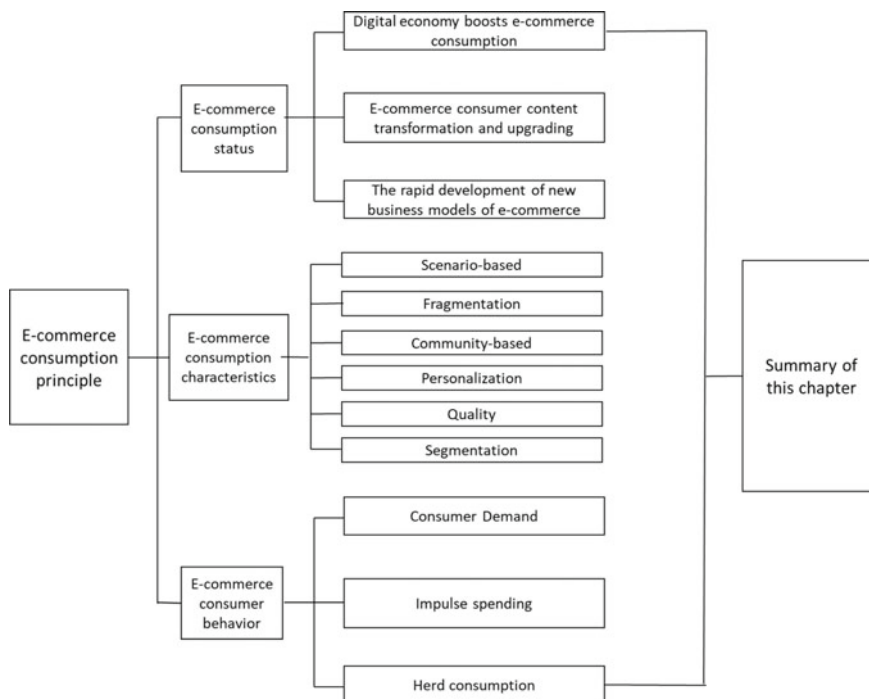 E-commerce
consumption
principle
E-commerce
consumption
status
Digital economy boosts e-commerce
consumption
E-commerce consumer content
transformation and upgrading
The rapid development of new
business models of e-commerce
E-commerce
consumption
characteristics
Scenario-based
Fragmentation
Community-based
Personalization
Quality
Segmentation
E-commerce
consumer
behavior
Consumer Demand
Impulse spending
Herd consumption
Summary of
this chapter